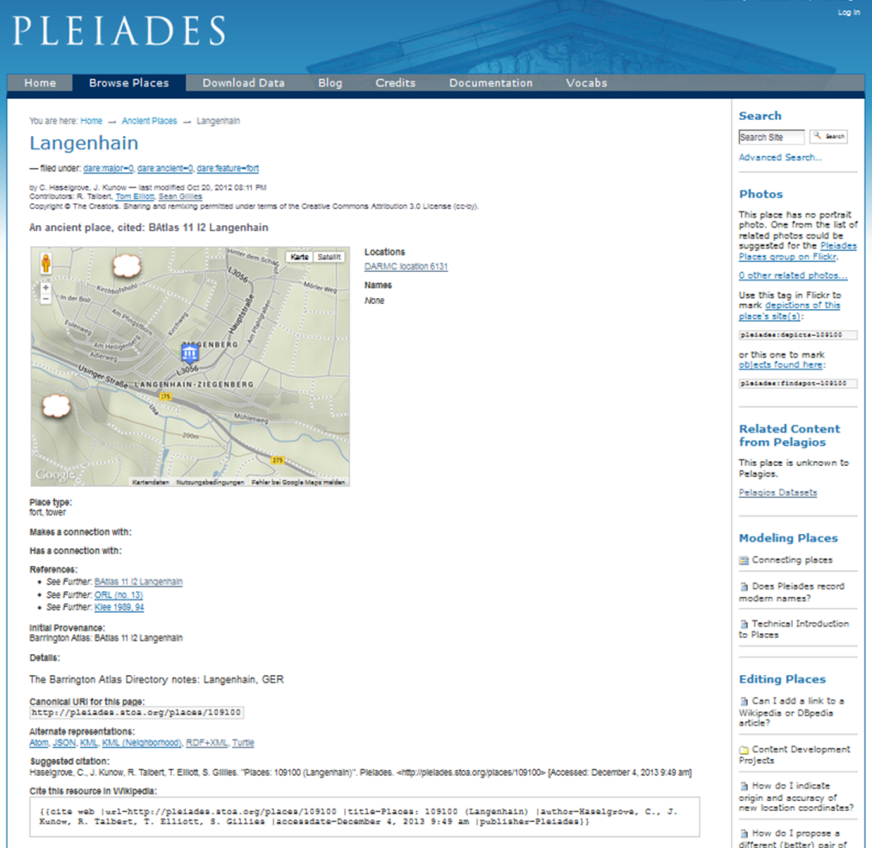 Log in
PLEIADES
Home Browse Places Download Data Blog Credits Documentation Vocabs
You are here: Home → Ancient Places → Langenhain
Langenhain
— filed under: dare:major=0, dare:ancient=0, dare:feature=fort
by C. Haselgrove, J. Kunow — last modified Oct 20, 2012 08:11 PM
Contributors: R. Talbert, Tom Elliott, Sean Gillies
Copyright © The Creators. Sharing and remixing permitted under terms of the Creative Commons Attribution 3.0 License (cc-by).
An ancient place, cited: BAtlas 11 I2 Langenhain
Karte Satellit
Hinter dem Schloß
L3056
Mörler Weg
Kirchbofstuhl
In der Boil
Hauptstraße
Am Pfingstborn
Kirchweg
Am Pfahlgraben
Eulenweg
Am Heiligenberg
Adlerweg
ZIEGENBERG
L3056
Usinger Straße
LANGENHAIN-ZIEGENBERG
275
Usa
Mühlenweg
200m
275
Google
Kartendaten Nutzungsbedingungen Fehler bei Google Maps melden
Locations
DARMC location 6131
Names
None
Place type:
fort, tower
Makes a connection with:
Has a connection with:
References:
• See Further: BAtlas 11 I2 Langenhain
• See Further: ORL (no. 13)
• See Further: Klee 1989, 94
Initial Provenance:
Barrington Atlas: BAtlas 11 I2 Langenhain
Details:
The Barrington Atlas Directory notes: Langenhain, GER
Canonical URI for this page:
http://pleiades.stoa.org/places/109100
Alternate representations:
Atom, JSON, KML, KML (Neighborhood), RDF+XML, Turtle
Suggested citation:
Haselgrove, C., J. Kunow, R. Talbert, T. Elliott, S. Gillies. "Places: 109100 (Langenhain)". Pleiades. <http://pleiades.stoa.org/places/109100> [Accessed: December 4, 2013 9:49 am]
Cite this resource in Wikipedia:
{{cite web |url=http://pleiades.stoa.org/places/109100 |title=Places: 109100 (Langenhain) |author=Haselgrove, C., J.
Kunow, R. Talbert, T. Elliott, S. Gillies |accessdate=December 4, 2013 9:49 am |publisher=Pleiades}}
Search
Search Site Search
Advanced Search...
Photos
This place has no portrait
photo. One from the list of
related photos could be
suggested for the Pleiades
Places group on Flickr.
0 other related photos...
Use this tag in Flickr to
mark depictions of this
place's site(s):
pleiades:depicts=109100
or this one to mark
objects found here:
pleiades:findspot=109100
Related Content
from Pelagios
This place is unknown to
Pelagios.
Pelagios Datasets
Modeling Places
Connecting places
Does Pleiades record
modern names?
Technical Introduction
to Places
Editing Places
Can I add a link to a
Wikipedia or DBpedia
article?
Content Development
Projects
How do I indicate
origin and accuracy of
new location coordinates?
How do I propose a
different (better) pair of